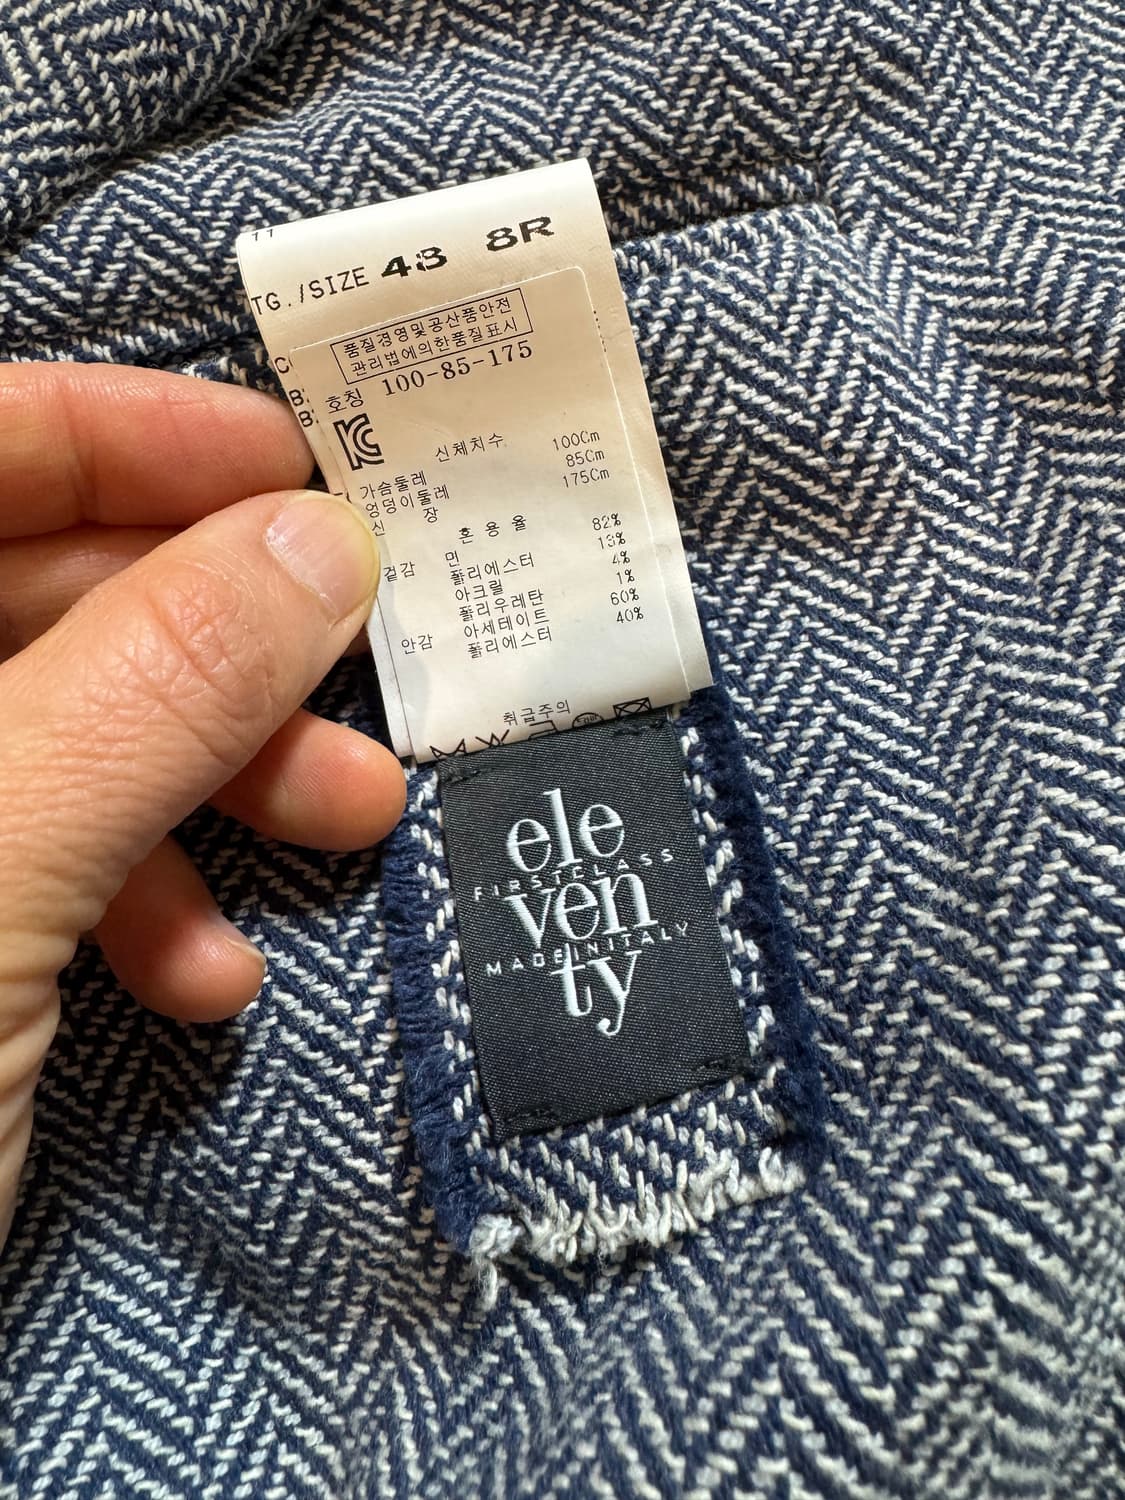 11
TG./SIZE 48 8R
품질경영및공산품안전
관리법에의한품질표시
C
B
B
호칭 100-85-175
신체치수
가슴둘레 100Cm
엉덩이둘레 85Cm
신 장 175Cm
혼용율
겉감 면 82%
폴리에스터 13%
아크릴 4%
폴리우레탄 1%
안감 아세테이트 60%
폴리에스터 40%
취급주의
ele
FIRSTCLASS
ven
MADEINITALY
ty